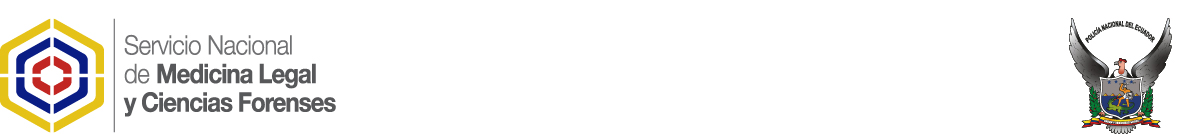 Servicio Nacional
de Medicina Legal
y Ciencias Forenses
POLICÍA NACIONAL DEL ECUADOR